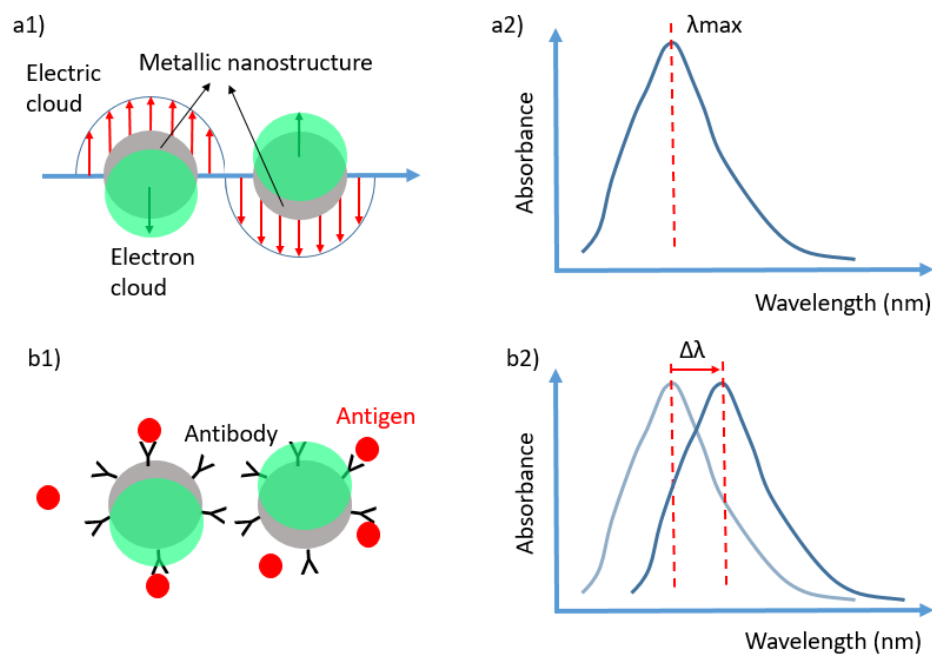 a1)
Electric
cloud
Metallic nanostructure
Electron
cloud
a2)
λmax
Absorbance
Wavelength (nm)
b1)
Antibody
Antigen
b2)
Δλ
Absorbance
Wavelength (nm)